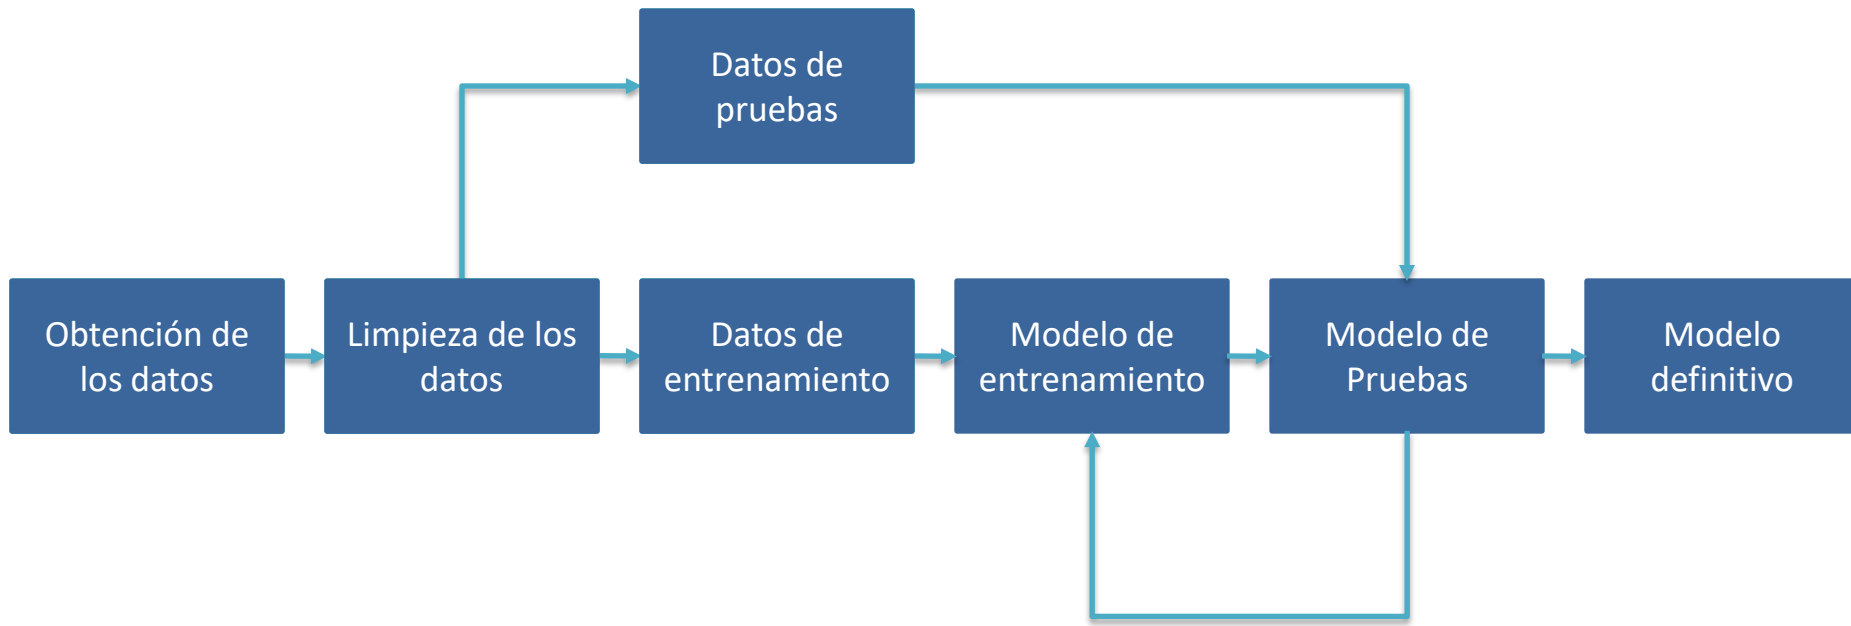 Datos de
pruebas
Obtención de
los datos
Limpieza de los
datos
Datos de
entrenamiento
Modelo de
entrenamiento
Modelo de
Pruebas
Modelo
definitivo